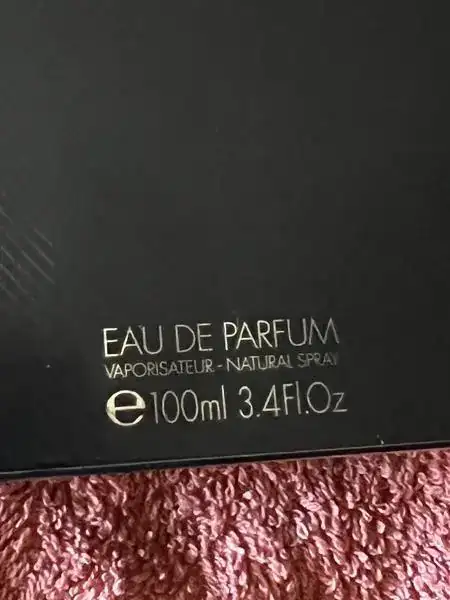 EAU DE PARFUM
VAPORISATEUR - NATURAL SPRAY
℮100ml 3.4Fl.Oz